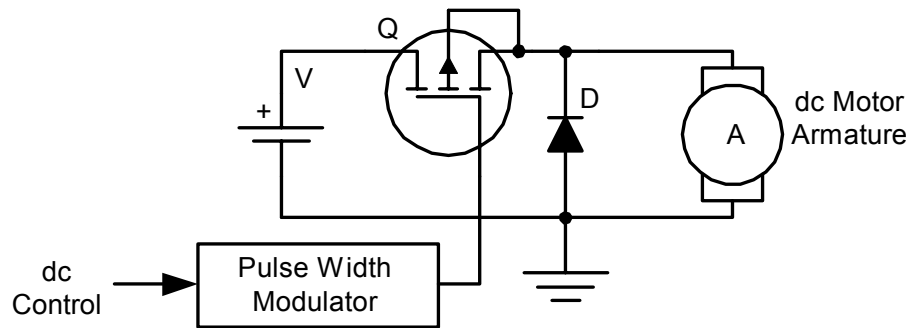 Q
V
+
D
A
dc Motor
Armature
dc
Control
Pulse Width
Modulator